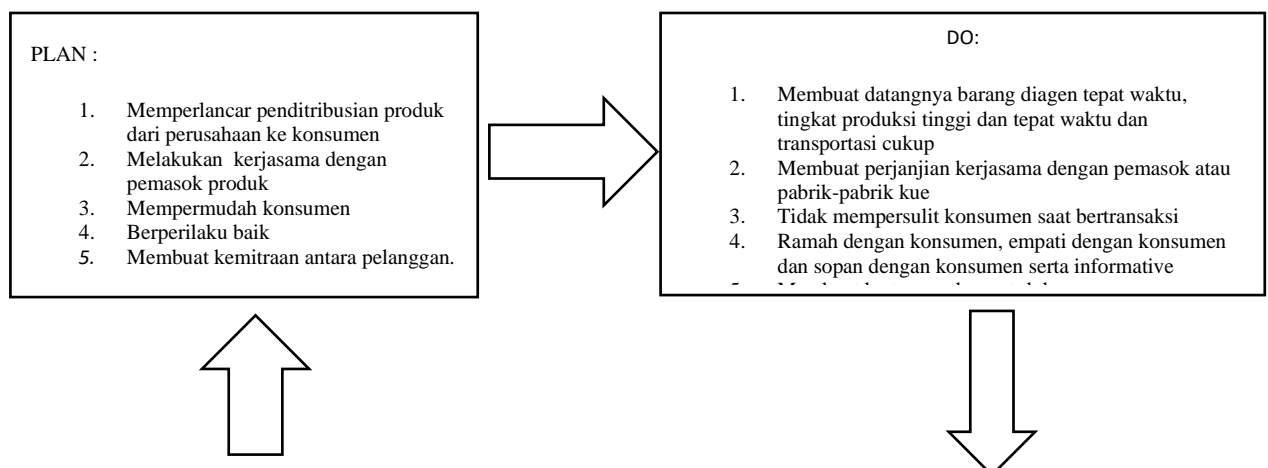 PLAN :
1. Memperlancar penditribusian produk
dari perusahaan ke konsumen
2. Melakukan kerjasama dengan
pemasok produk
3. Mempermudah konsumen
4. Berperilaku baik
5. Membuat kemitraan antara pelanggan.
DO:
1. Membuat datangnya barang diagen tepat waktu,
tingkat produksi tinggi dan tepat waktu dan
transportasi cukup
2. Membuat perjanjian kerjasama dengan pemasok atau
pabrik-pabrik kue
3. Tidak mempersulit konsumen saat bertransaksi
4. Ramah dengan konsumen, empati dengan konsumen
dan sopan dengan konsumen serta informative